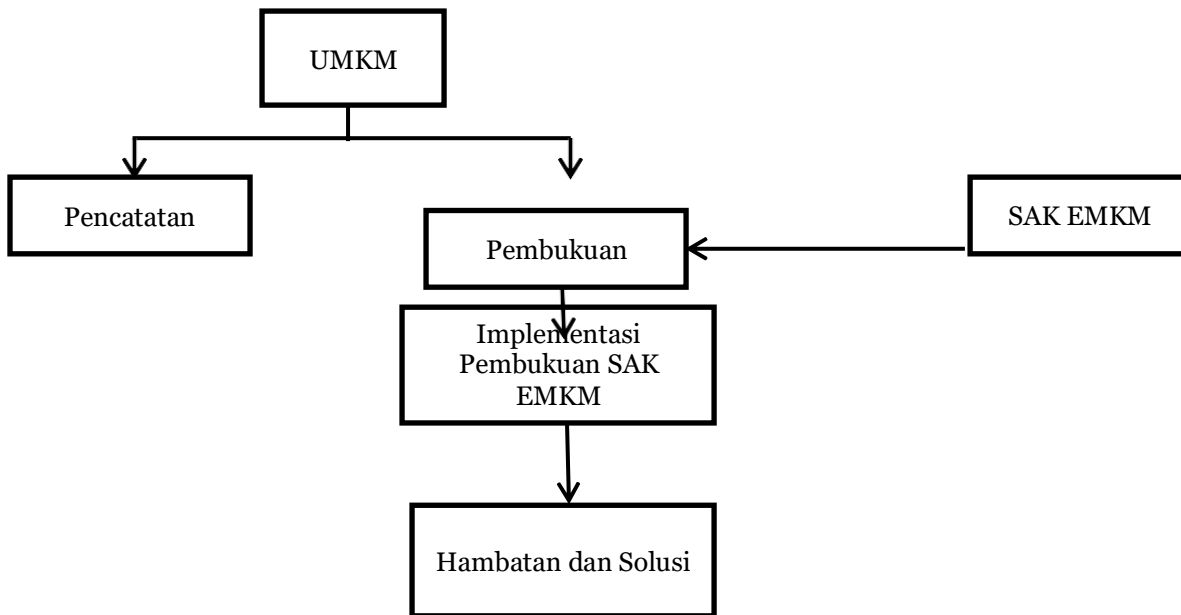 UMKM
Pencatatan
SAK EMKM
Pembukuan
Implementasi
Pembukuan SAK
EMKM
Hambatan dan Solusi